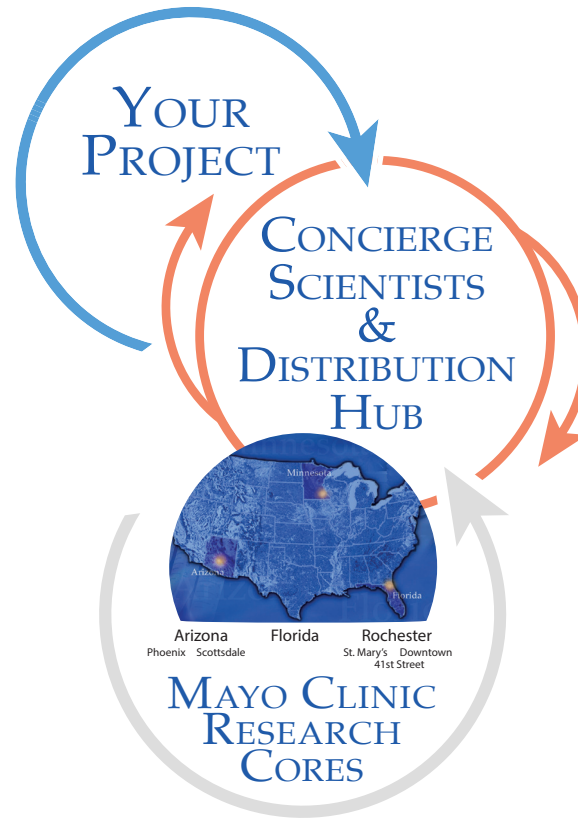 YOUR
PROJECT
CONCIERGE
SCIENTISTS
&
DISTRIBUTION
HUB
Minnesota
Arizona
Florida
Arizona Florida Rochester
Phoenix Scottsdale St. Mary's Downtown
41st Street
MAYO CLINIC
RESEARCH
CORES